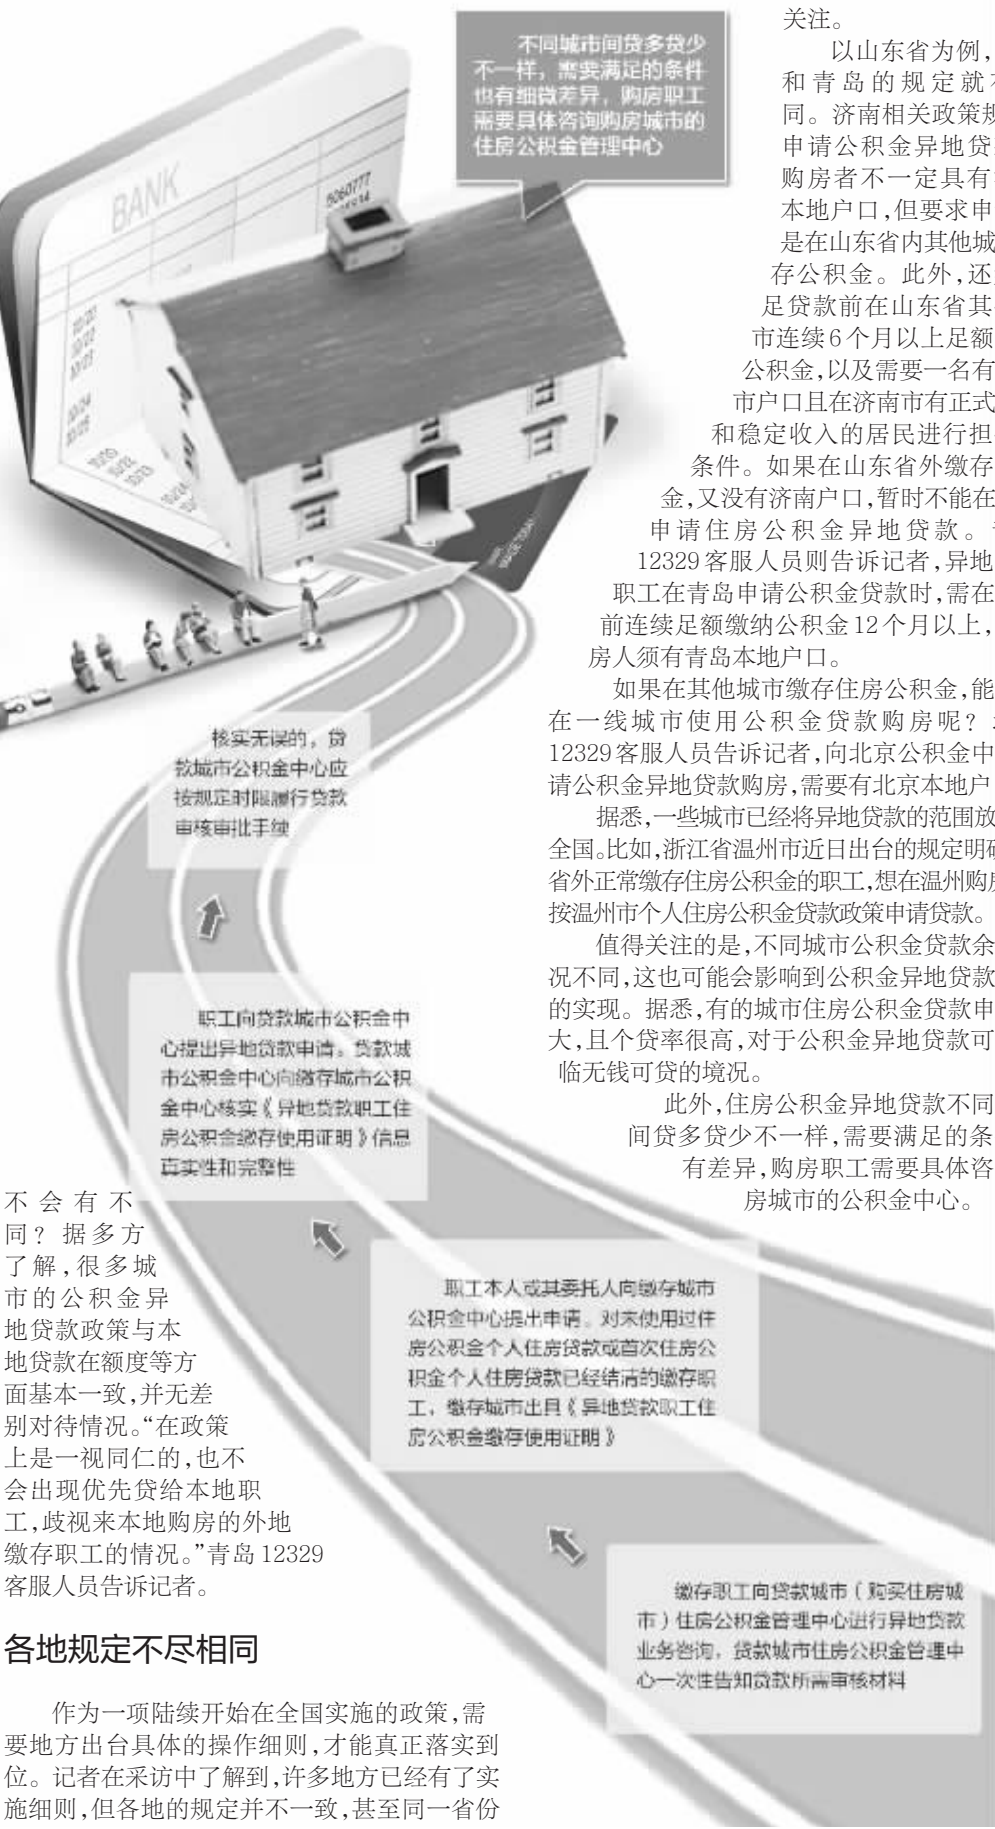 不会有不
同？据多方
了解，很多城
市的公积金异
地贷款政策与本
地贷款在额度等方
面基本一致，并无差
别对待情况。“在政策
上是一视同仁的，也不
会出现优先贷给本地职
工，歧视来本地购房的外地
缴存职工的情况。”青岛12329
客服人员告诉记者。
各地规定不尽相同
作为一项陆续开始在全国实施的政策，需
要地方出台具体的操作细则，才能真正落实到
位。记者在采访中了解到，许多地方已经有了实
施细则，但各地的规定并不一致，甚至同一省份
关注。
以山东省为例，
和青岛的规定就
同。济南相关政策规
申请公积金异地贷
购房者不一定具有
本地户口，但要求申
是在山东省内其他城
存公积金。此外，还
足贷款前在山东省其
市连续6个月以上足额
公积金，以及需要一名有
市户口且在济南市有正式
和稳定收入的居民进行担
条件。如果在山东省外缴存
金，又没有济南户口，暂时不能在
申请住房公积金异地贷款。
12329客服人员则告诉记者，异地
职工在青岛申请公积金贷款时，需在
前连续足额缴纳公积金12个月以上，
房人须有青岛本地户口。
如果在其他城市缴存住房公积金，能
在一线城市使用公积金贷款购房呢？
12329客服人员告诉记者，向北京公积金中
请公积金异地贷款购房，需要有北京本地户
据悉，一些城市已经将异地贷款的范围放
全国。比如，浙江省温州市近日出台的规定明确
省外正常缴存住房公积金的职工，想在温州购房
按温州市个人住房公积金贷款政策申请贷款。
值得关注的是，不同城市公积金贷款余
况不同，这也可能会影响到公积金异地贷款
的实现。据悉，有的城市住房公积金贷款申
大，且个贷率很高，对于公积金异地贷款可
临无钱可贷的境况。
此外，住房公积金异地贷款不同
间贷多贷少不一样，需要满足的条
有差异，购房职工需要具体咨
房城市的公积金中心。
不同城市间贷多贷少
不一样，需要满足的条件
也有细微差异，购房职工
需要具体咨询购房城市的
住房公积金管理中心
BANK
5060777
10/20
10/22
10/23
10/24
10/25
10/20
10/22
10/23
10/24
核实无误的，贷
款城市公积金中心应
按规定时限履行贷款
审核审批手续
职工向贷款城市公积金中
心提出异地贷款申请。贷款城
市公积金中心向缴存城市公积
金中心核实《异地贷款职工住
房公积金缴存使用证明》信息
真实性和完整性
职工本人或其委托人向缴存城市
公积金中心提出申请。对未使用过住
房公积金个人住房贷款或首次住房公
积金个人住房贷款已经结清的缴存职
工，缴存城市出具《异地贷款职工住
房公积金缴存使用证明》
缴存职工向贷款城市（购买住房城
市）住房公积金管理中心进行异地贷款
业务咨询，贷款城市住房公积金管理中
心一次性告知贷款所需审核材料